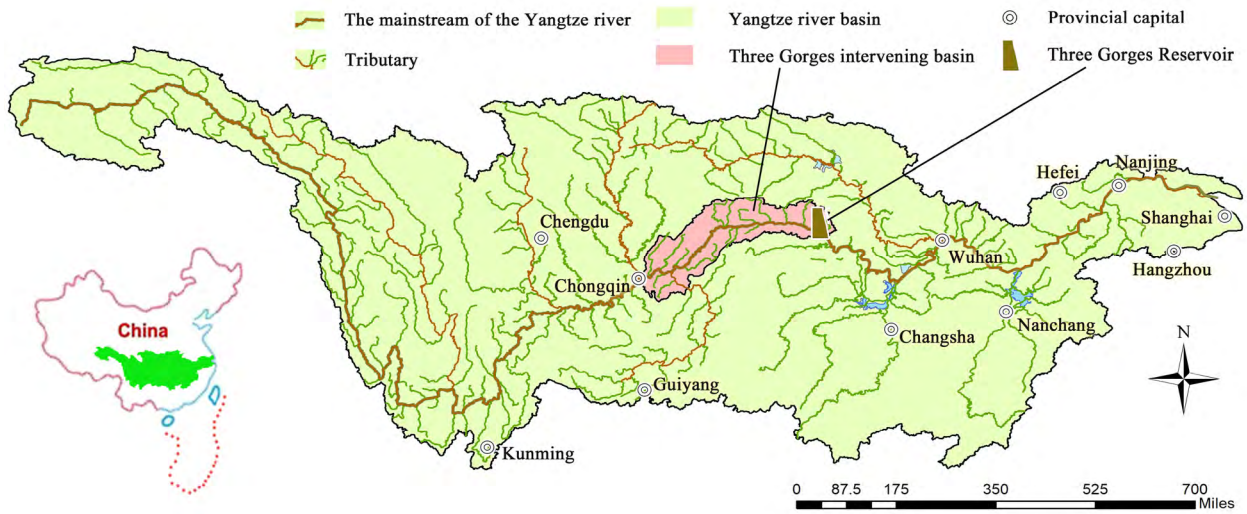 The mainstream of the Yangtze river
Yangtze river basin
Provincial capital
Tributary
Three Gorges intervening basin
Three Gorges Reservoir
Hefei
Nanjing
Shanghai
Chengdu
Wuhan
Hangzhou
Chongqin
China
Nanchang
Changsha
N
Guiyang
Kunming
0 87.5 175 350 525 700
Miles